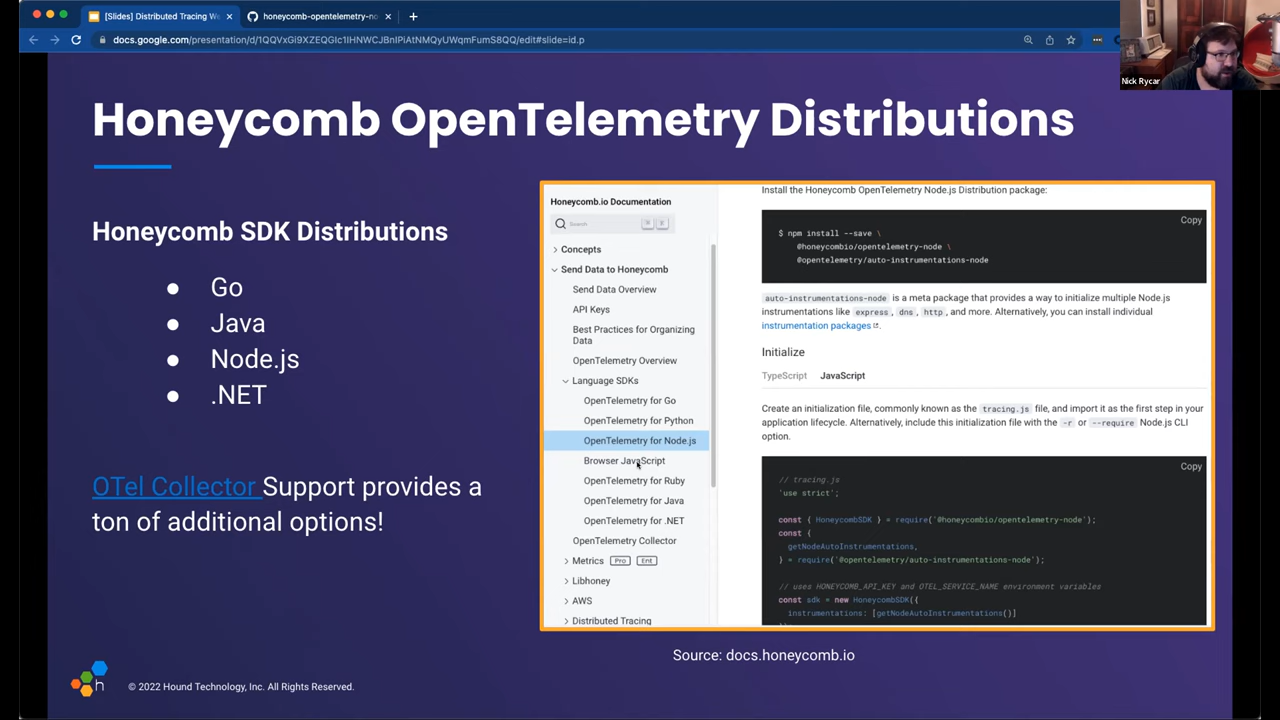 [Slides] Distributed Tracing We
honeycomb-opentelemetry-no
docs.google.com/presentation/d/1QQVxGl9XZEQGIc1IHNWCJBnIPiAtNMQyUWqmFumS8QQ/edit#slide=id.p
Nick Rycar
Honeycomb OpenTelemetry Distributions
Honeycomb SDK Distributions
● Go
● Java
● Node.js
● .NET
OTel Collector Support provides a
ton of additional options!
Honeycomb.io Documentation
Search
Concepts
Send Data to Honeycomb
Send Data Overview
API Keys
Best Practices for Organizing
Data
OpenTelemetry Overview
Language SDKs
OpenTelemetry for Go
OpenTelemetry for Python
OpenTelemetry for Node.js
Browser JavaScript
OpenTelemetry for Ruby
OpenTelemetry for Java
OpenTelemetry for .NET
OpenTelemetry Collector
Metrics Pro Ent
Libhoney
AWS
Distributed Tracing
Install the Honeycomb OpenTelemetry Node.js Distribution package:
Copy
$ npm install --save \
@honeycombio/opentelemetry-node \
@opentelemetry/auto-instrumentations-node
auto-instrumentations-node is a meta package that provides a way to initialize multiple Node.js
instrumentations like express, dns, http, and more. Alternatively, you can install individual
instrumentation packages.
Initialize
TypeScript JavaScript
Create an initialization file, commonly known as the tracing.js file, and import it as the first step in your
application lifecycle. Alternatively, include this initialization file with the -r or --require Node.js CLI
option.
Copy
// tracing.js
'use strict';
const { HoneycombSDK } = require('@honeycombio/opentelemetry-node');
const {
getNodeAutoInstrumentations,
} = require('@opentelemetry/auto-instrumentations-node');
// uses HONEYCOMB_API_KEY and OTEL_SERVICE_NAME environment variables
const sdk = new HoneycombSDK({
instrumentations: [getNodeAutoInstrumentations()]
Source: docs.honeycomb.io
h
© 2022 Hound Technology, Inc. All Rights Reserved.